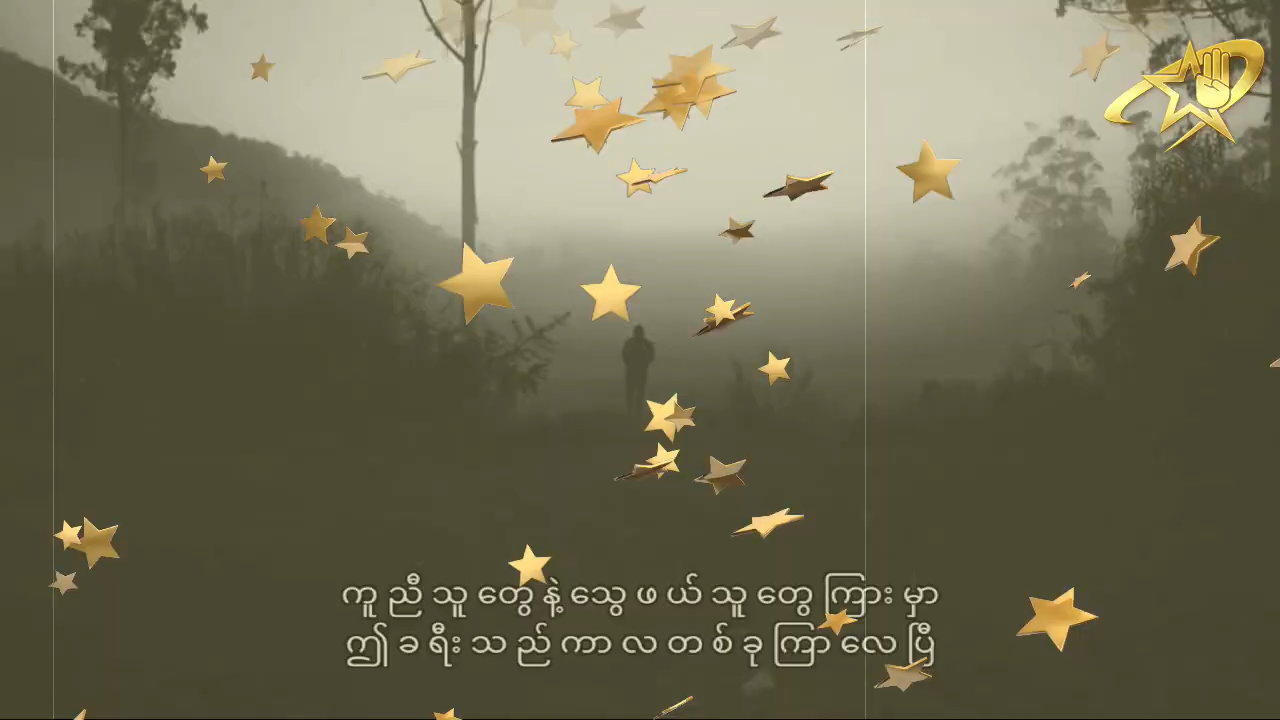 ကူ ညီ သူ တွေ နဲ့ သွေ ဖ ယ် သူ တွေ ကြား မှာ
ဤ ခ ရီး သ ည် ကာ လ တ စ် ခု ကြာ လေ ပြီ